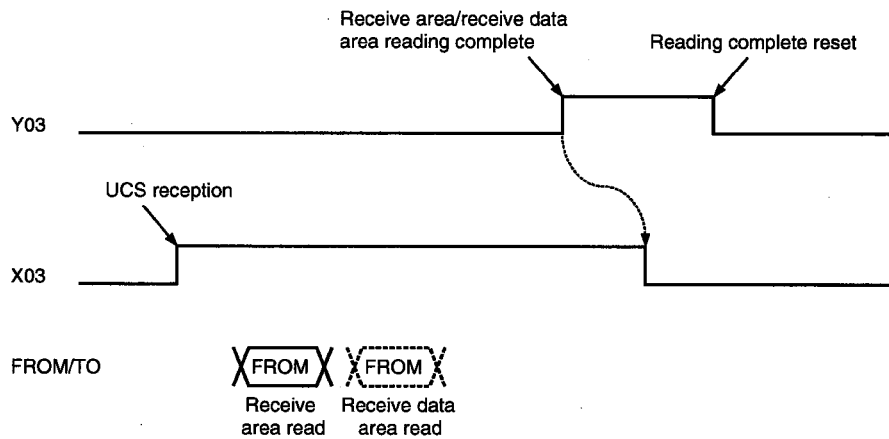 Receive area/receive data
area reading complete
Reading complete reset
Y03
UCS reception
X03
FROM/TO
FROM
FROM
Receive
area read
Receive data
area read